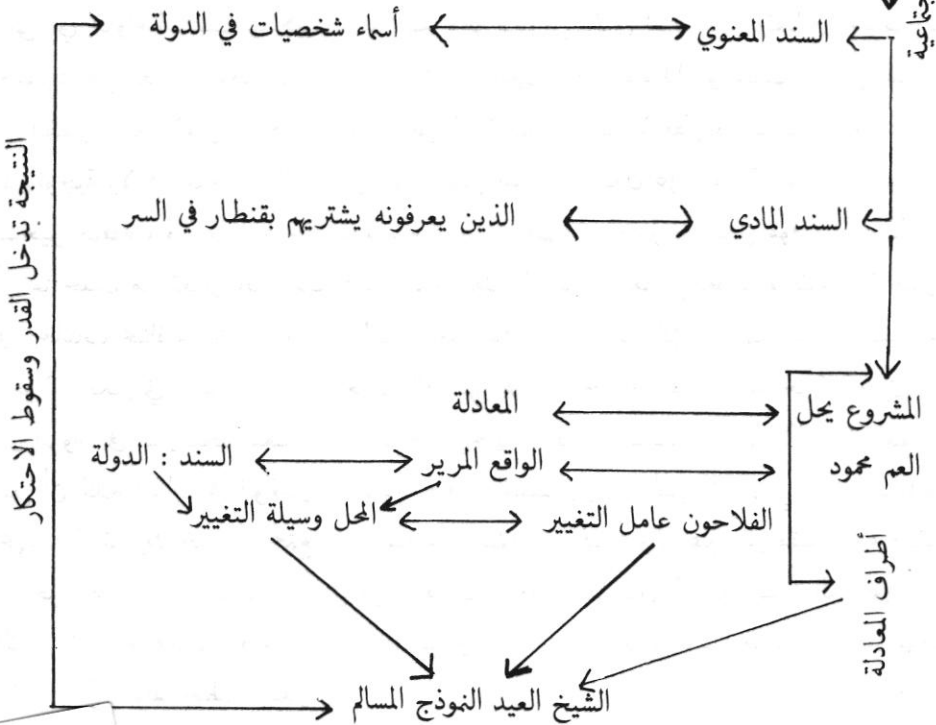 السند المعنوي أسماء شخصيات في الدولة
السند المادي الذين يعرفونه يشتريهم بقنطار في السر
المشروع يحل المعادلة
العم محمود الواقع المرير السند : الدولة
الفلاحون عامل التغيير المحل وسيلة التغيير
أطراف المعادلة
الشيخ العيد النموذج المسالم
النتيجة تدخل القدر وسقوط الاحتكار